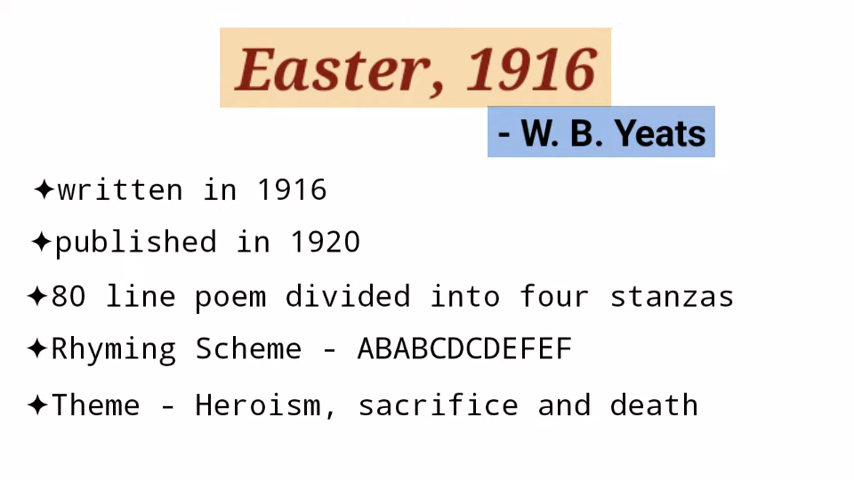 Easter, 1916
- W. B. Yeats
✦written in 1916
✦published in 1920
✦80 line poem divided into four stanzas
✦Rhyming Scheme - ABABCDCDEFEF
✦Theme - Heroism, sacrifice and death